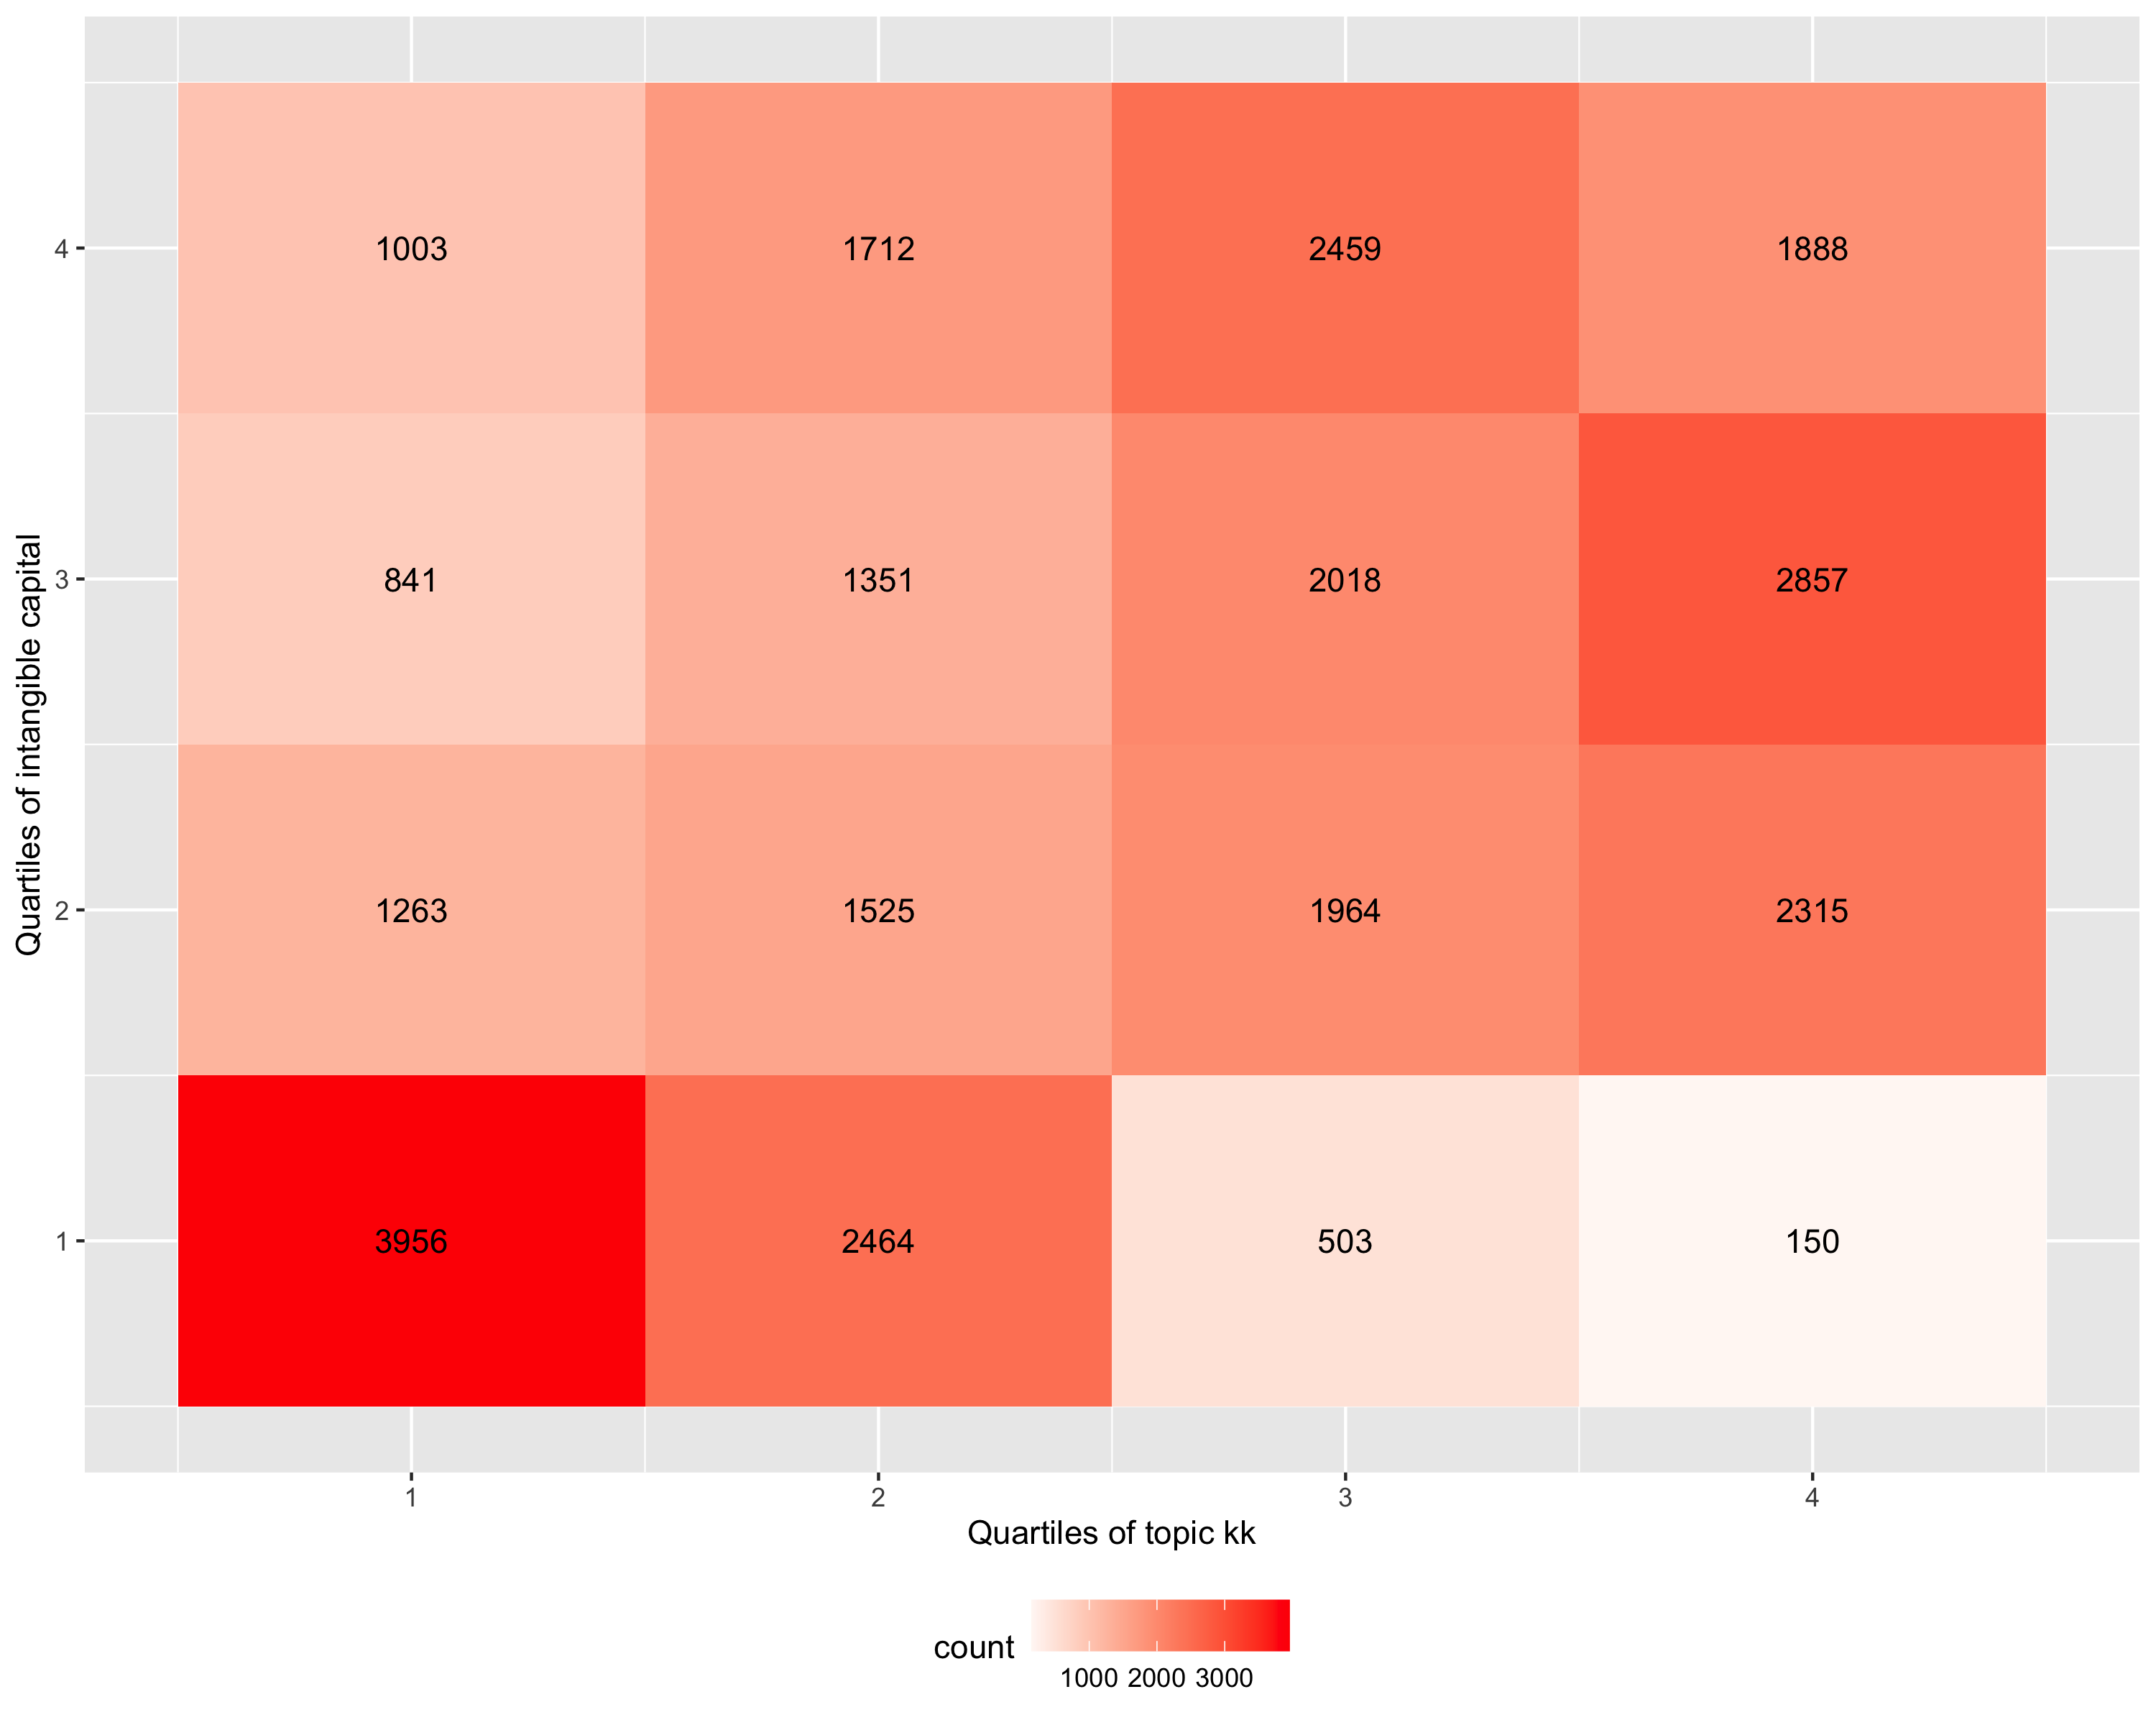 Quartiles of intangible capital
4
1003 1712 2459 1888
3
841 1351 2018 2857
2
1263 1525 1964 2315
1
3956 2464 503 150
1 2 3 4
Quartiles of topic kk
count
1000 2000 3000